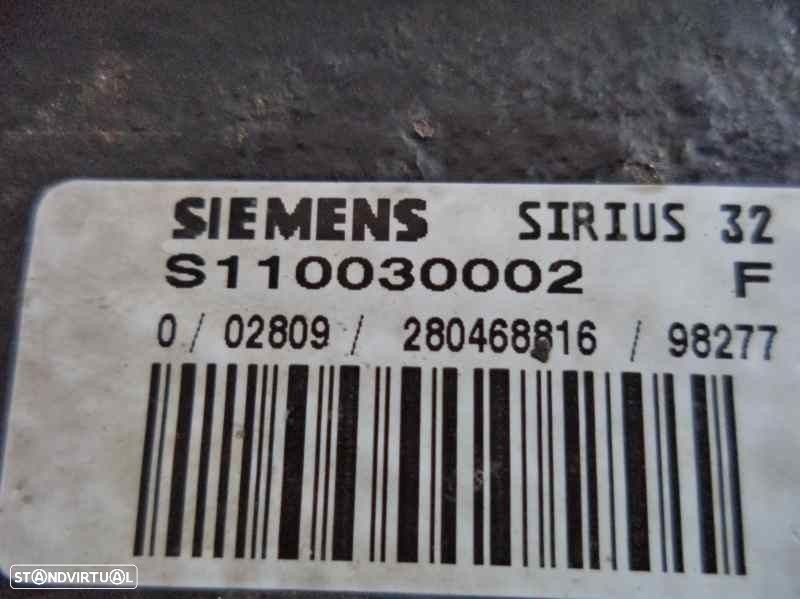 SIEMENS SIRIUS 32
S110030002 F
0 / 02809 / 280468816 / 98277
STANDVIRTUAL